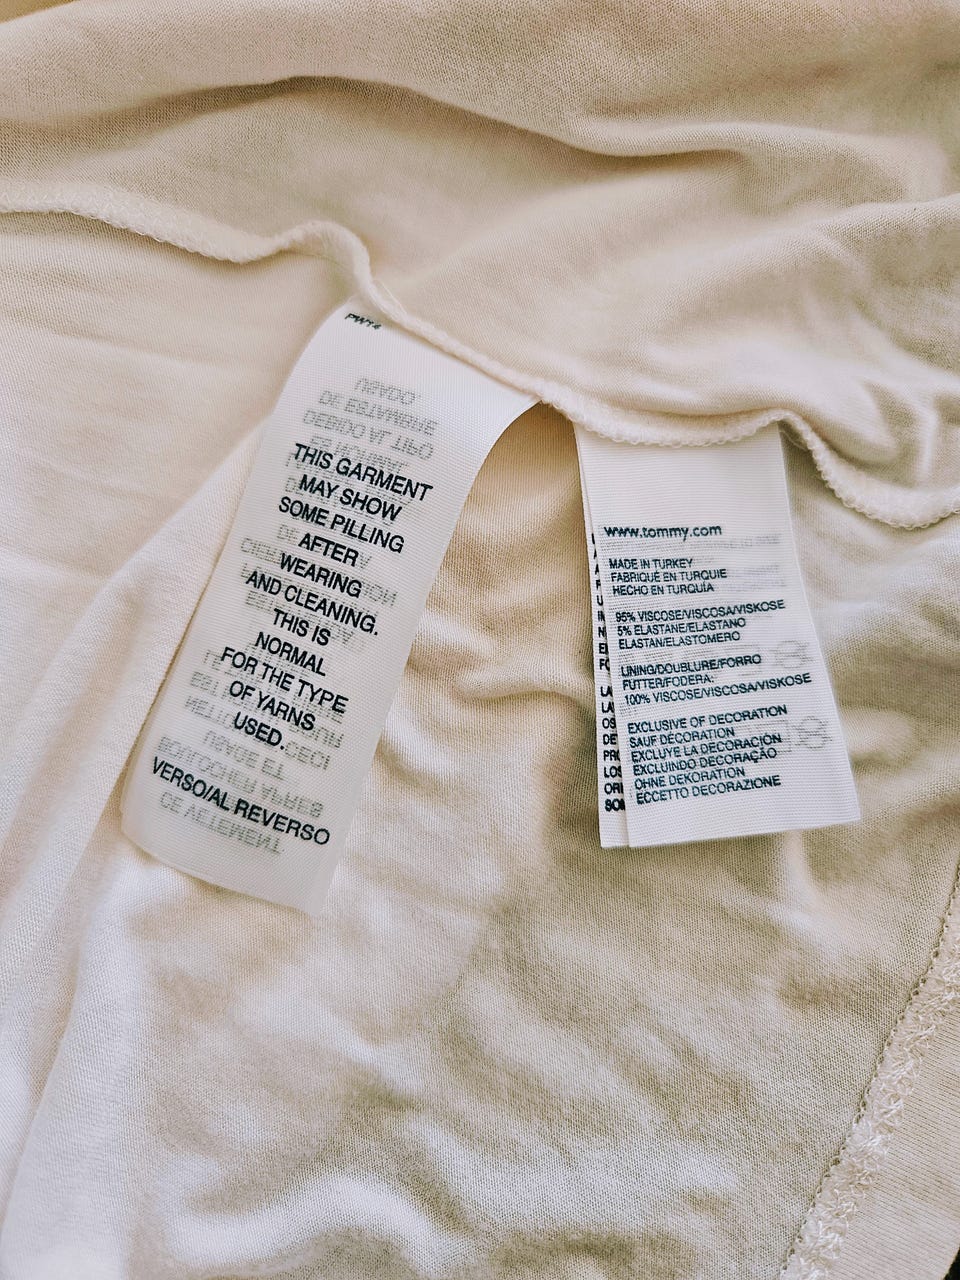 PW14
THIS GARMENT
MAY SHOW
SOME PILLING
AFTER
WEARING
AND CLEANING.
THIS IS
NORMAL
FOR THE TYPE
OF YARNS
USED.
VERSO/AL REVERSO
www.tommy.com
MADE IN TURKEY
FABRIQUÉ EN TURQUIE
HECHO EN TURQUÍA
95% VISCOSE/VISCOSA/VISKOSE
5% ELASTANE/ELASTANO
ELASTAN/ELASTOMERO
LINING/DOUBLURE/FORRO
FUTTER/FODERA:
100% VISCOSE/VISCOSA/VISKOSE
EXCLUSIVE OF DECORATION
SAUF DÉCORATION
EXCLUYE LA DECORACIÓN
EXCLUINDO DECORAÇÃO
OHNE DEKORATION
ECCETTO DECORAZIONE